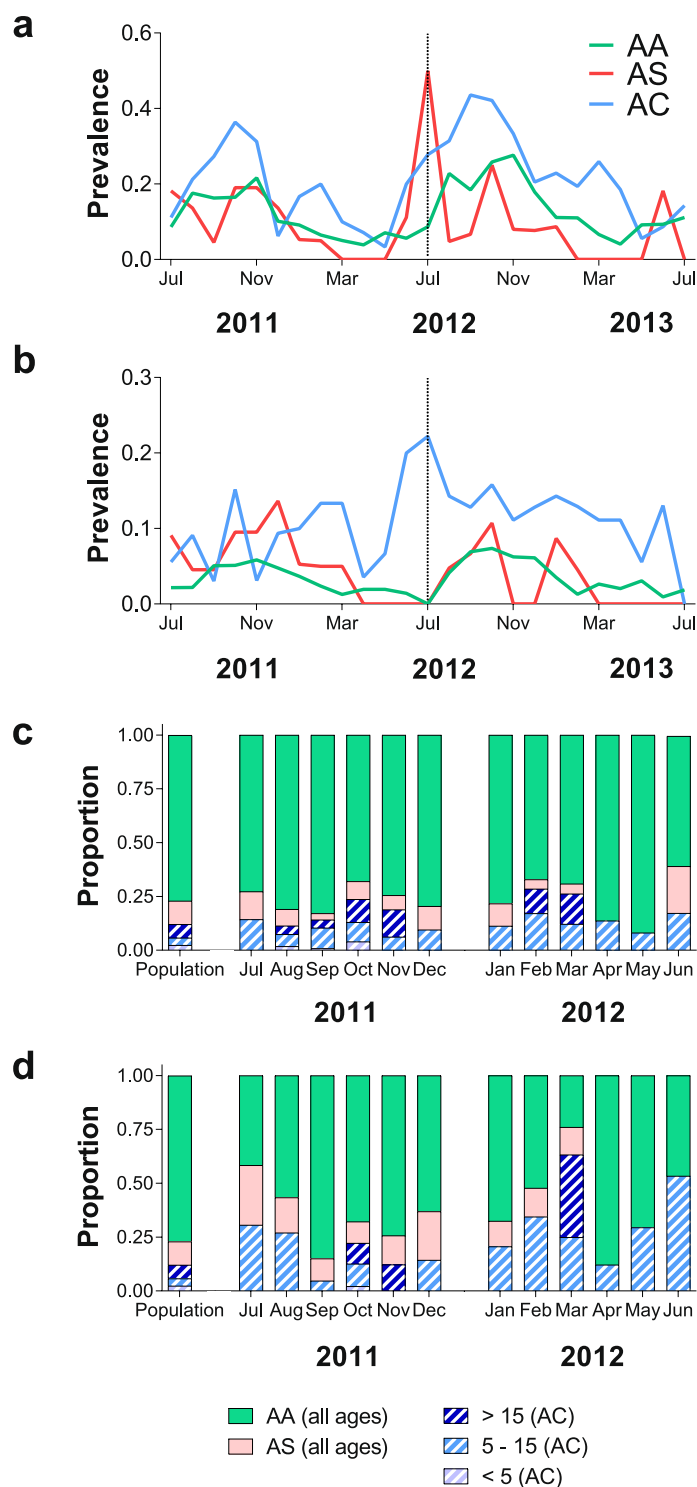 a
Prevalence
0.6
0.4
0.2
0.0
AA
AS
AC
Jul Nov Mar Jul Nov Mar Jul
2011 2012 2013
b
Prevalence
0.3
0.2
0.1
0.0
Jul Nov Mar Jul Nov Mar Jul
2011 2012 2013
c
Proportion
1.00
0.75
0.50
0.25
0.00
Population Jul Aug Sep Oct Nov Dec Jan Feb Mar Apr May Jun
2011 2012
d
Proportion
1.00
0.75
0.50
0.25
0.00
Population Jul Aug Sep Oct Nov Dec Jan Feb Mar Apr May Jun
2011 2012
AA (all ages)
AS (all ages)
> 15 (AC)
5 - 15 (AC)
< 5 (AC)